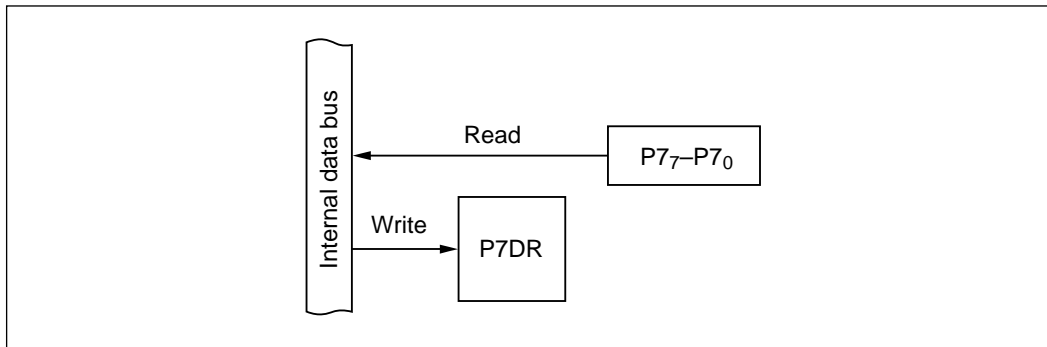 Internal data bus
Read
P7₇–P7₀
Write
P7DR